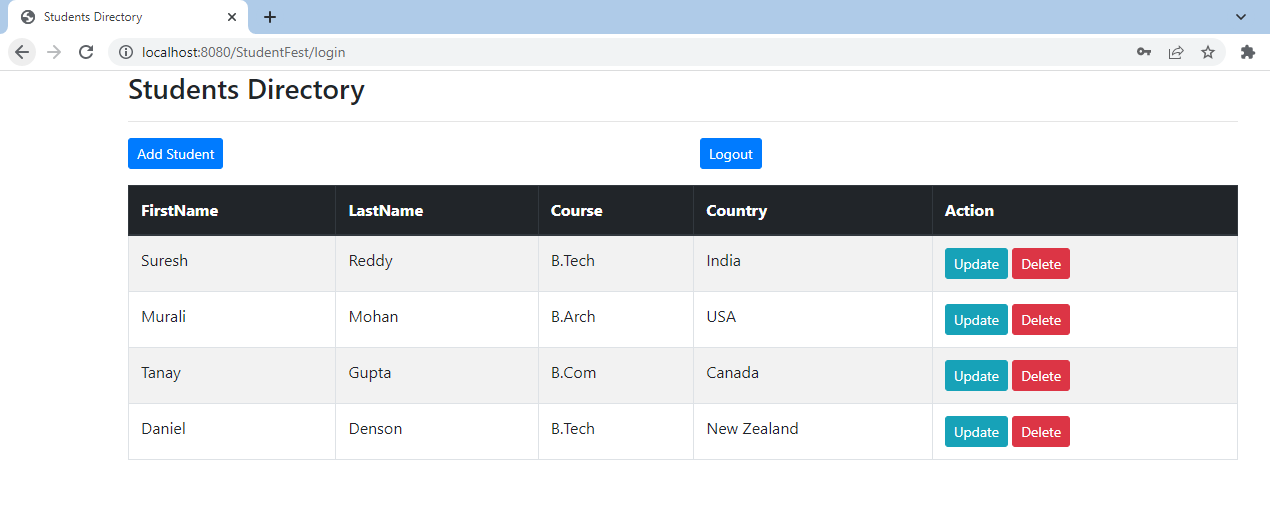 Students Directory
localhost:8080/StudentFest/login
Students Directory
Add Student Logout
FirstName LastName Course Country Action
Suresh Reddy B.Tech India Update Delete
Murali Mohan B.Arch USA Update Delete
Tanay Gupta B.Com Canada Update Delete
Daniel Denson B.Tech New Zealand Update Delete